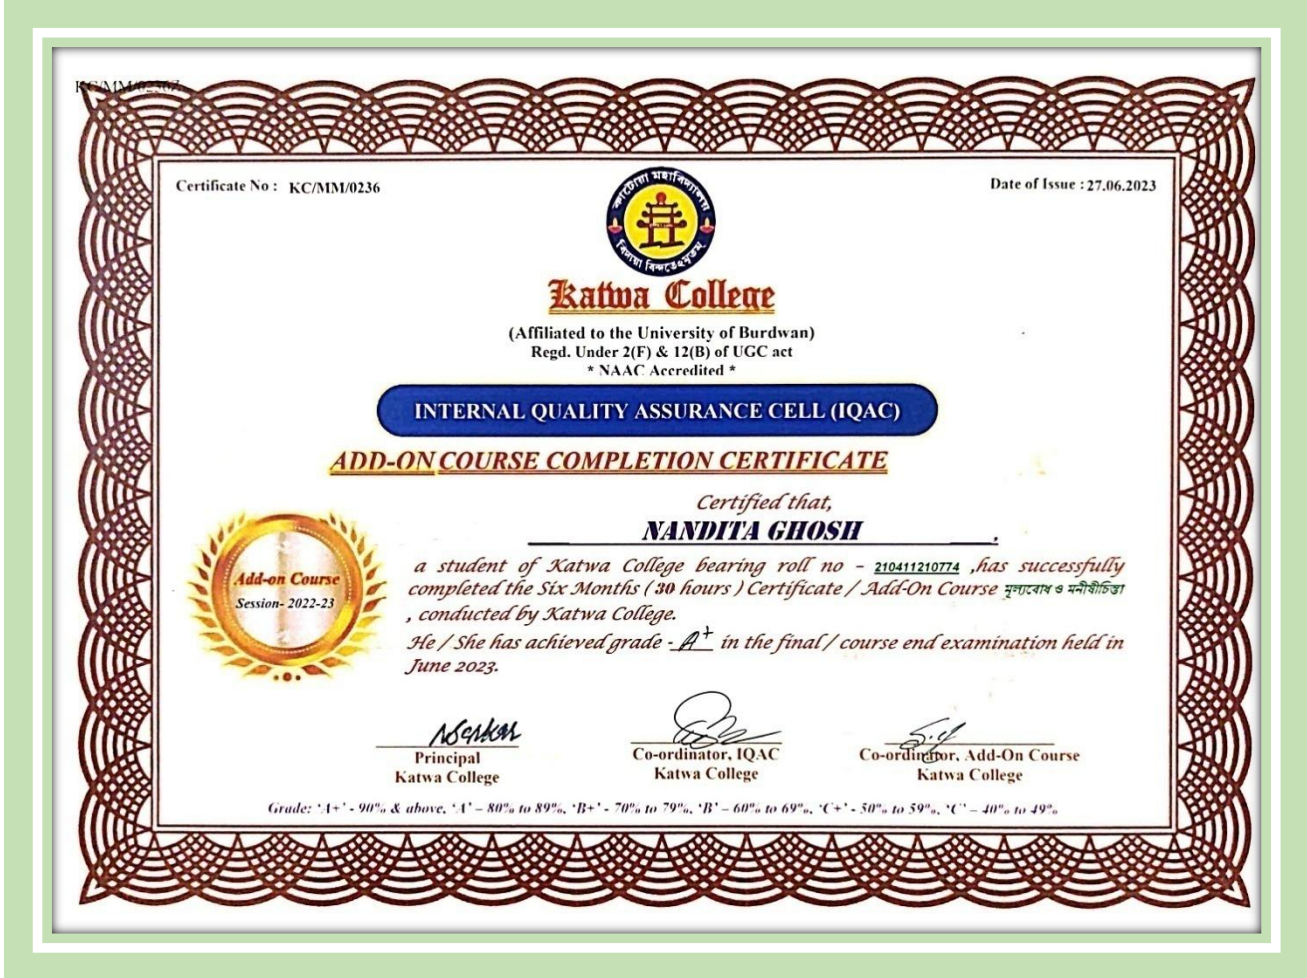 Certificate No : KC/MM/0236
Date of Issue : 27.06.2023
কাটোয়া মহাবিদ্যালয়
Katwa College
(Affiliated to the University of Burdwan)
Regd. Under 2(F) & 12(B) of UGC act
* NAAC Accredited *
INTERNAL QUALITY ASSURANCE CELL (IQAC)
ADD-ON COURSE COMPLETION CERTIFICATE
Certified that,
NANDITA GHOSH .
a student of Katwa College bearing roll no - 210411210774 ,has successfully
completed the Six Months ( 30 hours ) Certificate / Add-On Course মূল্যবোধ ও মনীষীচিন্তা
, conducted by Katwa College.
He / She has achieved grade - A+ in the final / course end examination held in
June 2023.
Add-on Course
Session- 2022-23
NSarkar
Principal
Katwa College
Co-ordinator, IQAC
Katwa College
Co-ordinator, Add-On Course
Katwa College
Grade: 'A+' - 90% & above, 'A' – 80% to 89%, 'B+' - 70% to 79%, 'B' – 60% to 69%, 'C+' - 50% to 59%, 'C' – 40% to 49%